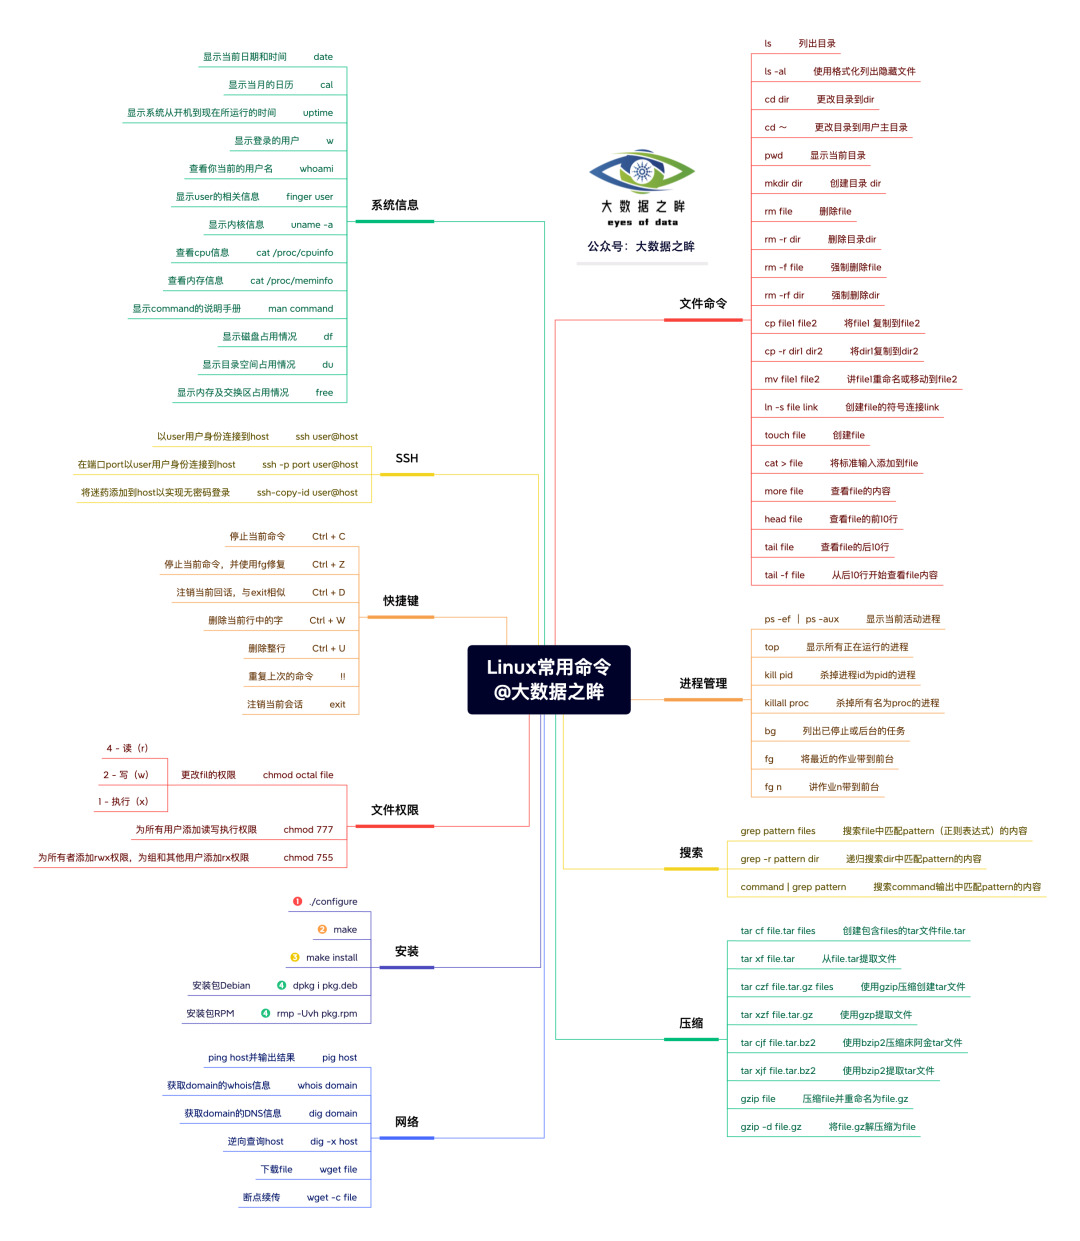 Linux常用命令
@大数据之眸
大数据之眸
eyes of data
公众号：大数据之眸
系统信息
显示当前日期和时间 date
显示当月的日历 cal
显示系统从开机到现在所运行的时间 uptime
显示登录的用户 w
查看你当前的用户名 whoami
显示user的相关信息 finger user
显示内核信息 uname -a
查看cpu信息 cat /proc/cpuinfo
查看内存信息 cat /proc/meminfo
显示command的说明手册 man command
显示磁盘占用情况 df
显示目录空间占用情况 du
显示内存及交换区占用情况 free
SSH
以user用户身份连接到host ssh user@host
在端口port以user用户身份连接到host ssh -p port user@host
将迷药添加到host以实现无密码登录 ssh-copy-id user@host
快捷键
停止当前命令 Ctrl + C
停止当前命令，并使用fg修复 Ctrl + Z
注销当前回话，与exit相似 Ctrl + D
删除当前行中的字 Ctrl + W
删除整行 Ctrl + U
重复上次的命令 !!
注销当前会话 exit
文件权限
4 - 读（r）
2 - 写（w）
1 - 执行（x）
更改fil的权限 chmod octal file
为所有用户添加读写执行权限 chmod 777
为所有者添加rwx权限，为组和其他用户添加rx权限 chmod 755
安装
1 ./configure
2 make
3 make install
安装包Debian 4 dpkg i pkg.deb
安装包RPM 4 rmp -Uvh pkg.rpm
网络
ping host并输出结果 pig host
获取domain的whois信息 whois domain
获取domain的DNS信息 dig domain
逆向查询host dig -x host
下载file wget file
断点续传 wget -c file
文件命令
ls 列出目录
ls -al 使用格式化列出隐藏文件
cd dir 更改目录到dir
cd ～ 更改目录到用户主目录
pwd 显示当前目录
mkdir dir 创建目录 dir
rm file 删除file
rm -r dir 删除目录dir
rm -f file 强制删除file
rm -rf dir 强制删除dir
cp file1 file2 将file1 复制到file2
cp -r dir1 dir2 将dir1复制到dir2
mv file1 file2 讲file1重命名或移动到file2
ln -s file link 创建file的符号连接link
touch file 创建file
cat > file 将标准输入添加到file
more file 查看file的内容
head file 查看file的前10行
tail file 查看file的后10行
tail -f file 从后10行开始查看file内容
进程管理
ps -ef ｜ ps -aux 显示当前活动进程
top 显示所有正在运行的进程
kill pid 杀掉进程id为pid的进程
killall proc 杀掉所有名为proc的进程
bg 列出已停止或后台的任务
fg 将最近的作业带到前台
fg n 讲作业n带到前台
搜索
grep pattern files 搜索file中匹配pattern（正则表达式）的内容
grep -r pattern dir 递归搜索dir中匹配pattern的内容
command | grep pattern 搜索command输出中匹配pattern的内容
压缩
tar cf file.tar files 创建包含files的tar文件file.tar
tar xf file.tar 从file.tar提取文件
tar czf file.tar.gz files 使用gzip压缩创建tar文件
tar xzf file.tar.gz 使用gzp提取文件
tar cjf file.tar.bz2 使用bzip2压缩床阿金tar文件
tar xjf file.tar.bz2 使用bzip2提取tar文件
gzip file 压缩file并重命名为file.gz
gzip -d file.gz 将file.gz解压缩为file